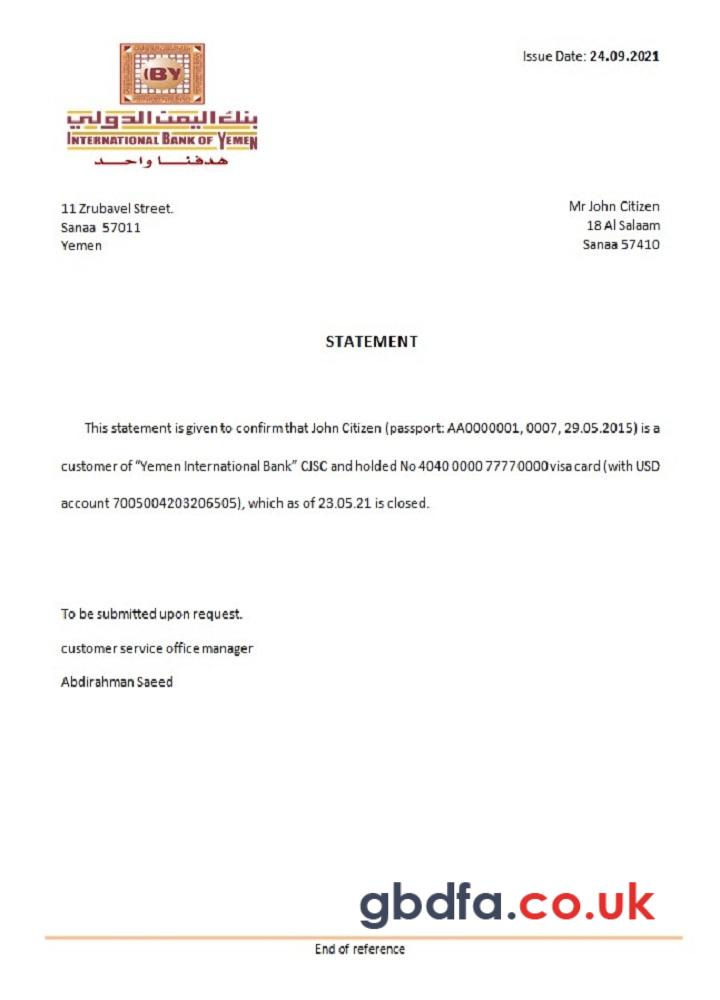 IBY
بنك اليمن الدولي
INTERNATIONAL BANK OF YEMEN
هدفنا واحد
Issue Date: 24.09.2021
11 Zrubavel Street.
Sanaa 57011
Yemen
Mr John Citizen
18 Al Salaam
Sanaa 57410
STATEMENT
This statement is given to confirm that John Citizen (passport: AA0000001, 0007, 29.05.2015) is a
customer of "Yemen International Bank" CJSC and holded No 4040 0000 7777 0000 visa card (with USD
account 7005004203206505), which as of 23.05.21 is closed.
To be submitted upon request.
customer service office manager
Abdirahman Saeed
gbdfa.co.uk
End of reference